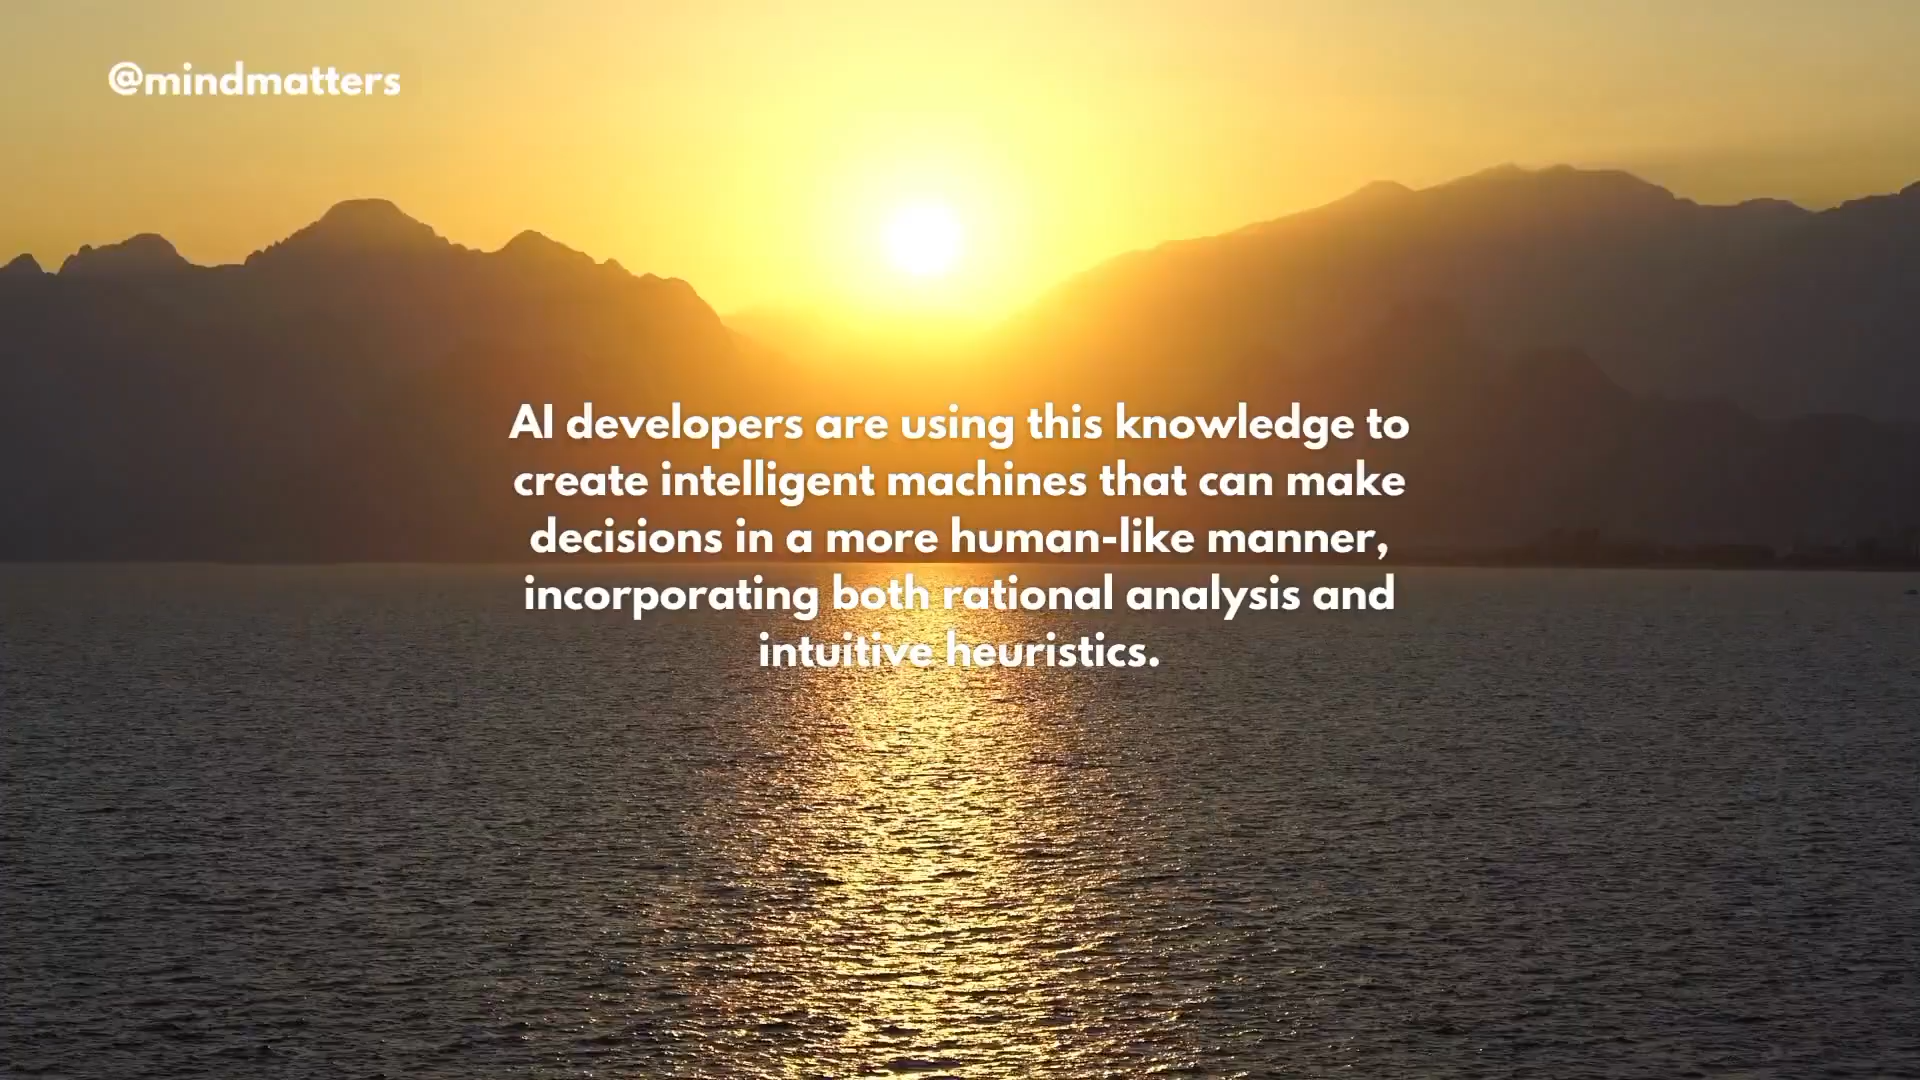 @mindmatters
AI developers are using this knowledge to
create intelligent machines that can make
decisions in a more human-like manner,
incorporating both rational analysis and
intuitive heuristics.